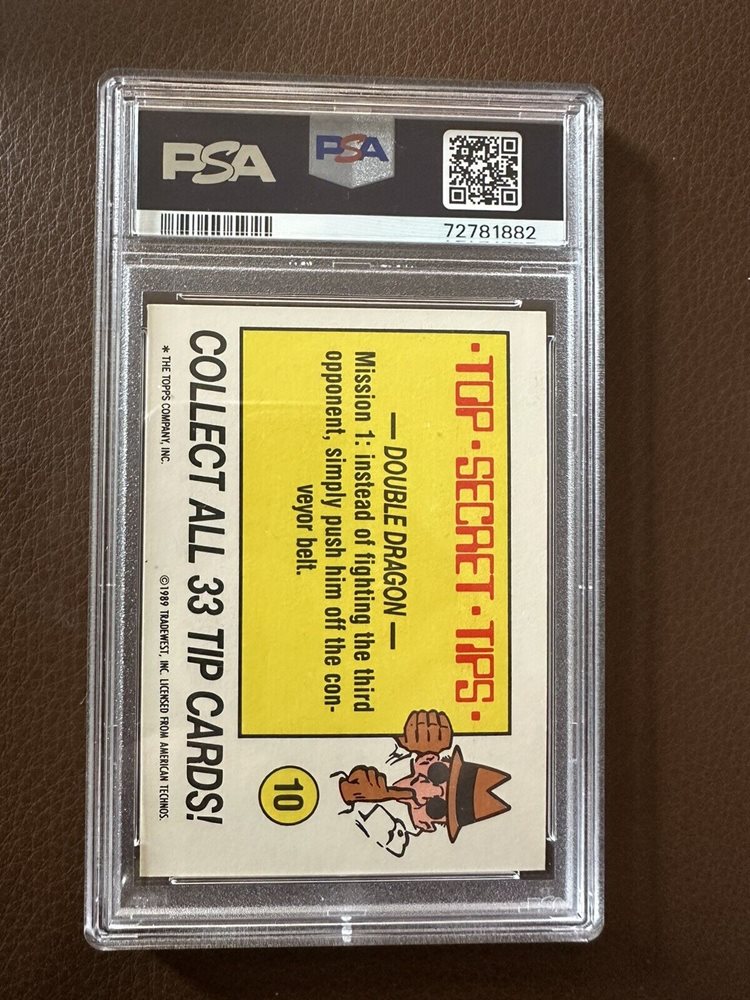 PSA
PSA
72781882
·TOP·SECRET·TIPS·
— DOUBLE DRAGON —
Mission 1: instead of fighting the third
opponent, simply push him off the con-
veyor belt.
10
COLLECT ALL 33 TIP CARDS!
* THE TOPPS COMPANY, INC.
©1989 TRADEWEST, INC. LICENSED FROM AMERICAN TECHNOS.